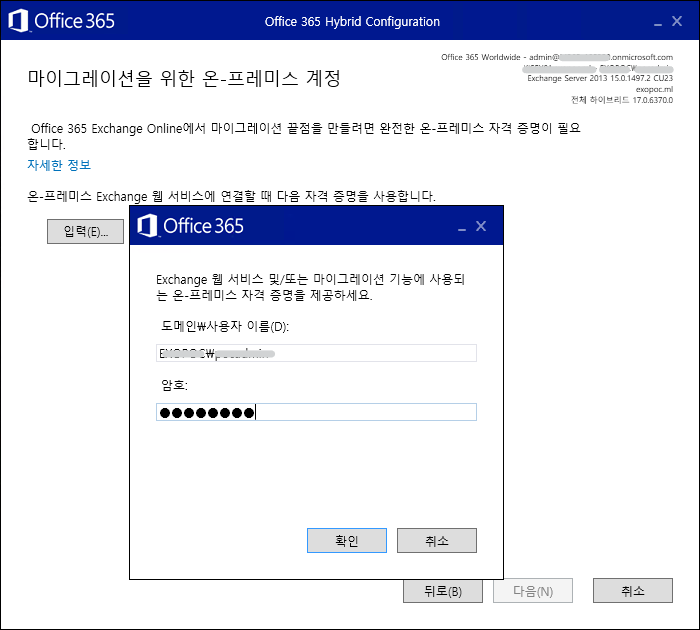 Office 365
Office 365 Hybrid Configuration
Office 365 Worldwide - admin@ .onmicrosoft.com
마이그레이션을 위한 온-프레미스 계정
Exchange Server 2013 15.0.1497.2 CU23
exopoc.ml
전체 하이브리드 17.0.6370.0
Office 365 Exchange Online에서 마이그레이션 끝점을 만들려면 완전한 온-프레미스 자격 증명이 필요
합니다.
자세한 정보
온-프레미스 Exchange 웹 서비스에 연결할 때 다음 자격 증명을 사용합니다.
입력(E)...
Office 365
Exchange 웹 서비스 및/또는 마이그레이션 기능에 사용되
는 온-프레미스 자격 증명을 제공하세요.
도메인₩사용자 이름(D):
암호:
확인
취소
뒤로(B)
다음(N)
취소